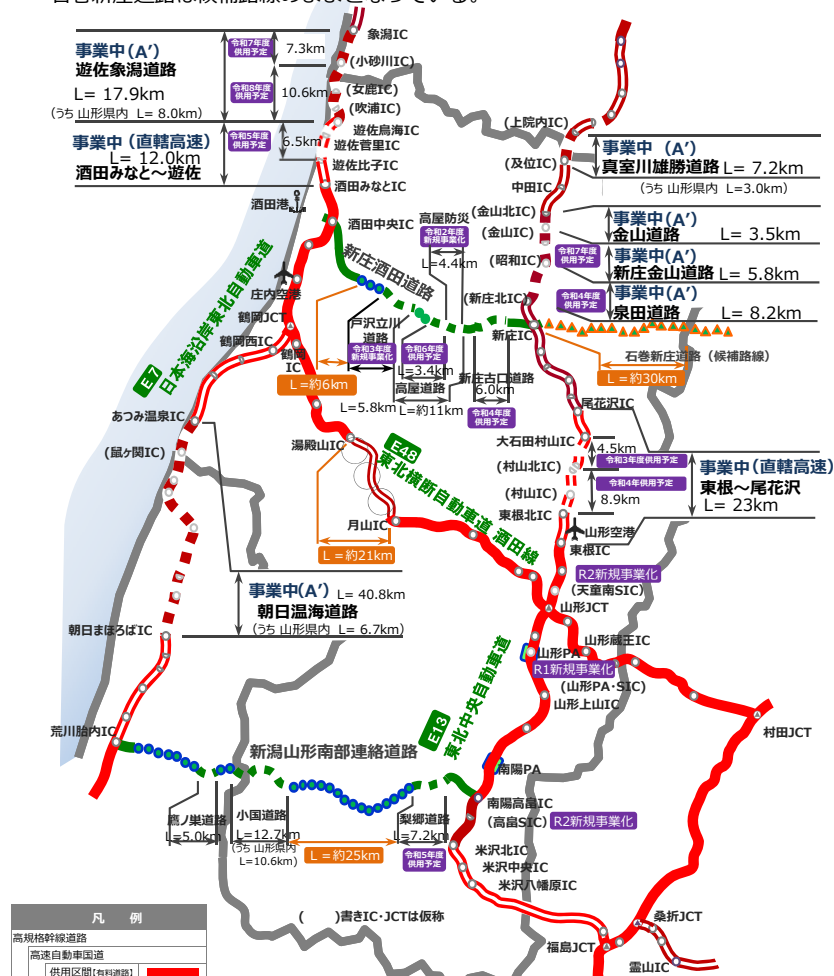 象潟IC
事業中(A')
遊佐象潟道路
L= 17.9km
(うち 山形県内 L= 8.0km)
令和7年度
供用予定
7.3km
令和8年度
供用予定
10.6km
(小砂川IC)
(女鹿IC)
(吹浦IC)
遊佐鳥海IC
事業中 (直轄高速)
L= 12.0km
酒田みなと～遊佐
令和5年度
供用予定
6.5km
遊佐菅里IC
遊佐比子IC
酒田みなとIC
酒田港
酒田中央IC
(上院内IC)
(及位IC)
中田IC
事業中 (A')
真室川雄勝道路 L= 7.2km
(うち 山形県内 L=3.0km)
(金山北IC)
(金山IC)
事業中(A')
金山道路 L= 3.5km
(昭和IC)
令和7年度
供用予定
事業中(A')
新庄金山道路 L= 5.8km
(新庄北IC)
令和4年度
供用予定
事業中(A')
泉田道路 L= 8.2km
高屋防災
令和2年度
新規事業化
L=4.4km
新庄酒田道路
庄内空港
鶴岡JCT
鶴岡西IC
鶴岡
IC
戸沢立川
道路
令和3年度
新規事業化
令和6年度
供用予定
L=3.4km
高屋道路
新庄古口道路
6.0km
新庄IC
石巻新庄道路 (候補路線)
L =約30km
L =約6km
L=5.8km
L=約11km
令和4年度
供用予定
E7
日本海沿岸東北自動車道
あつみ温泉IC
(鼠ヶ関IC)
湯殿山IC
E48
東北横断自動車道 酒田線
月山IC
L =約21km
尾花沢IC
大石田村山IC
4.5km
令和3年度供用予定
(村山北IC)
令和4年供用予定
8.9km
(村山IC)
東根北IC
事業中(直轄高速)
東根～尾花沢
L= 23km
山形空港
東根IC
R2新規事業化
(天童南SIC)
山形JCT
事業中(A') L= 40.8km
朝日温海道路
(うち 山形県内 L= 6.7km)
朝日まほろばIC
山形蔵王IC
山形PA
R1新規事業化
(山形PA・SIC)
山形上山IC
E13
東北中央自動車道
村田JCT
荒川胎内IC
新潟山形南部連絡道路
南陽PA
南陽高畠IC
(高畠SIC)
R2新規事業化
鷹ノ巣道路
L=5.0km
小国道路
L=12.7km
(うち 山形県内
L=10.6km)
L =約25km
梨郷道路
L=7.2km
令和5年度
供用予定
米沢北IC
米沢中央IC
米沢八幡原IC
( )書きIC・JCTは仮称
福島JCT
桑折JCT
霊山IC
凡 例
高規格幹線道路
高速自動車国道
供用区間【有料道路】